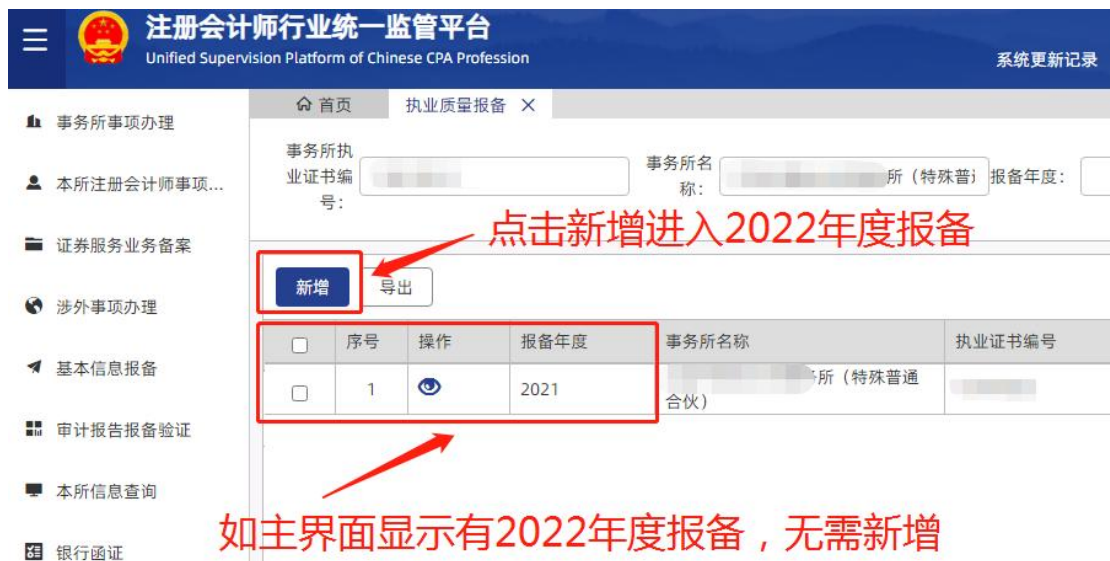 注册会计师行业统一监管平台
Unified Supervision Platform of Chinese CPA Profession
系统更新记录
首页
执业质量报备
事务所事项办理
本所注册会计师事项...
证券服务业务备案
涉外事项办理
基本信息报备
审计报告报备验证
本所信息查询
银行函证
事务所执
业证书编
号：
事务所名
称：
所（特殊普
报备年度：
点击新增进入2022年度报备
新增
导出
序号 操作 报备年度 事务所名称 执业证书编号
1 2021 所（特殊普通
合伙）
如主界面显示有2022年度报备，无需新增